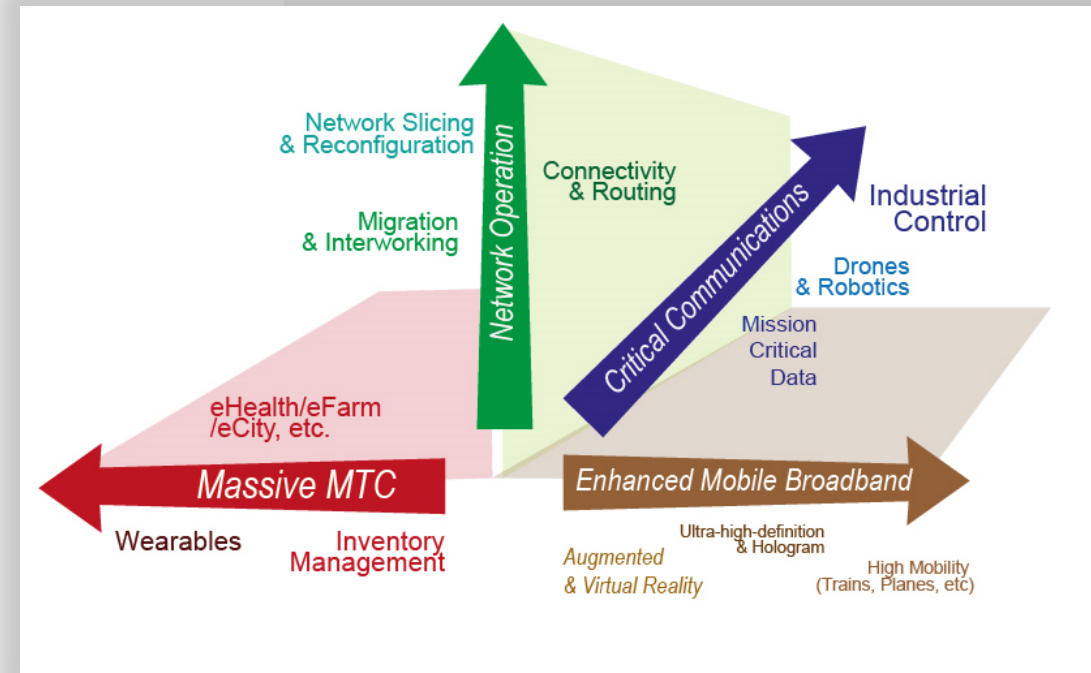 Network Slicing
& Reconfiguration
Network Operation
Connectivity
& Routing
Migration
& Interworking
Critical Communications
Industrial
Control
Drones
& Robotics
Mission
Critical
Data
eHealth/eFarm
/eCity, etc.
Massive MTC
Enhanced Mobile Broadband
Wearables
Inventory
Management
Ultra-high-definition
& Hologram
Augmented
& Virtual Reality
High Mobility
(Trains, Planes, etc)